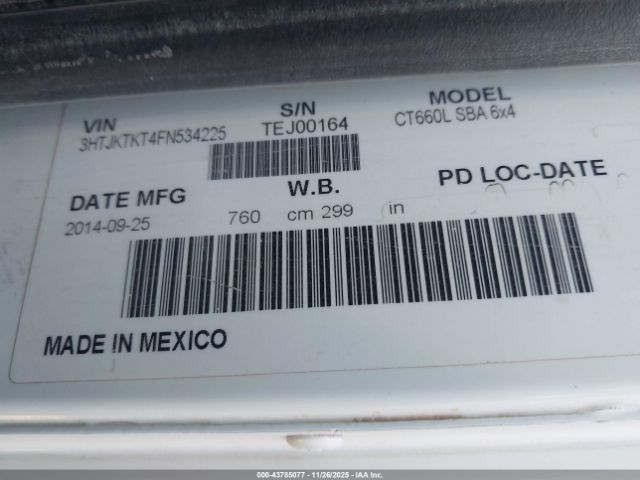 VIN S/N MODEL
3HTJKTKT4FN534225 TEJ00164 CT660L SBA 6x4
DATE MFG W.B. PD LOC-DATE
2014-09-25 760 cm 299 in
MADE IN MEXICO
000-43785077 - 11/26/2025 - IAA Inc.